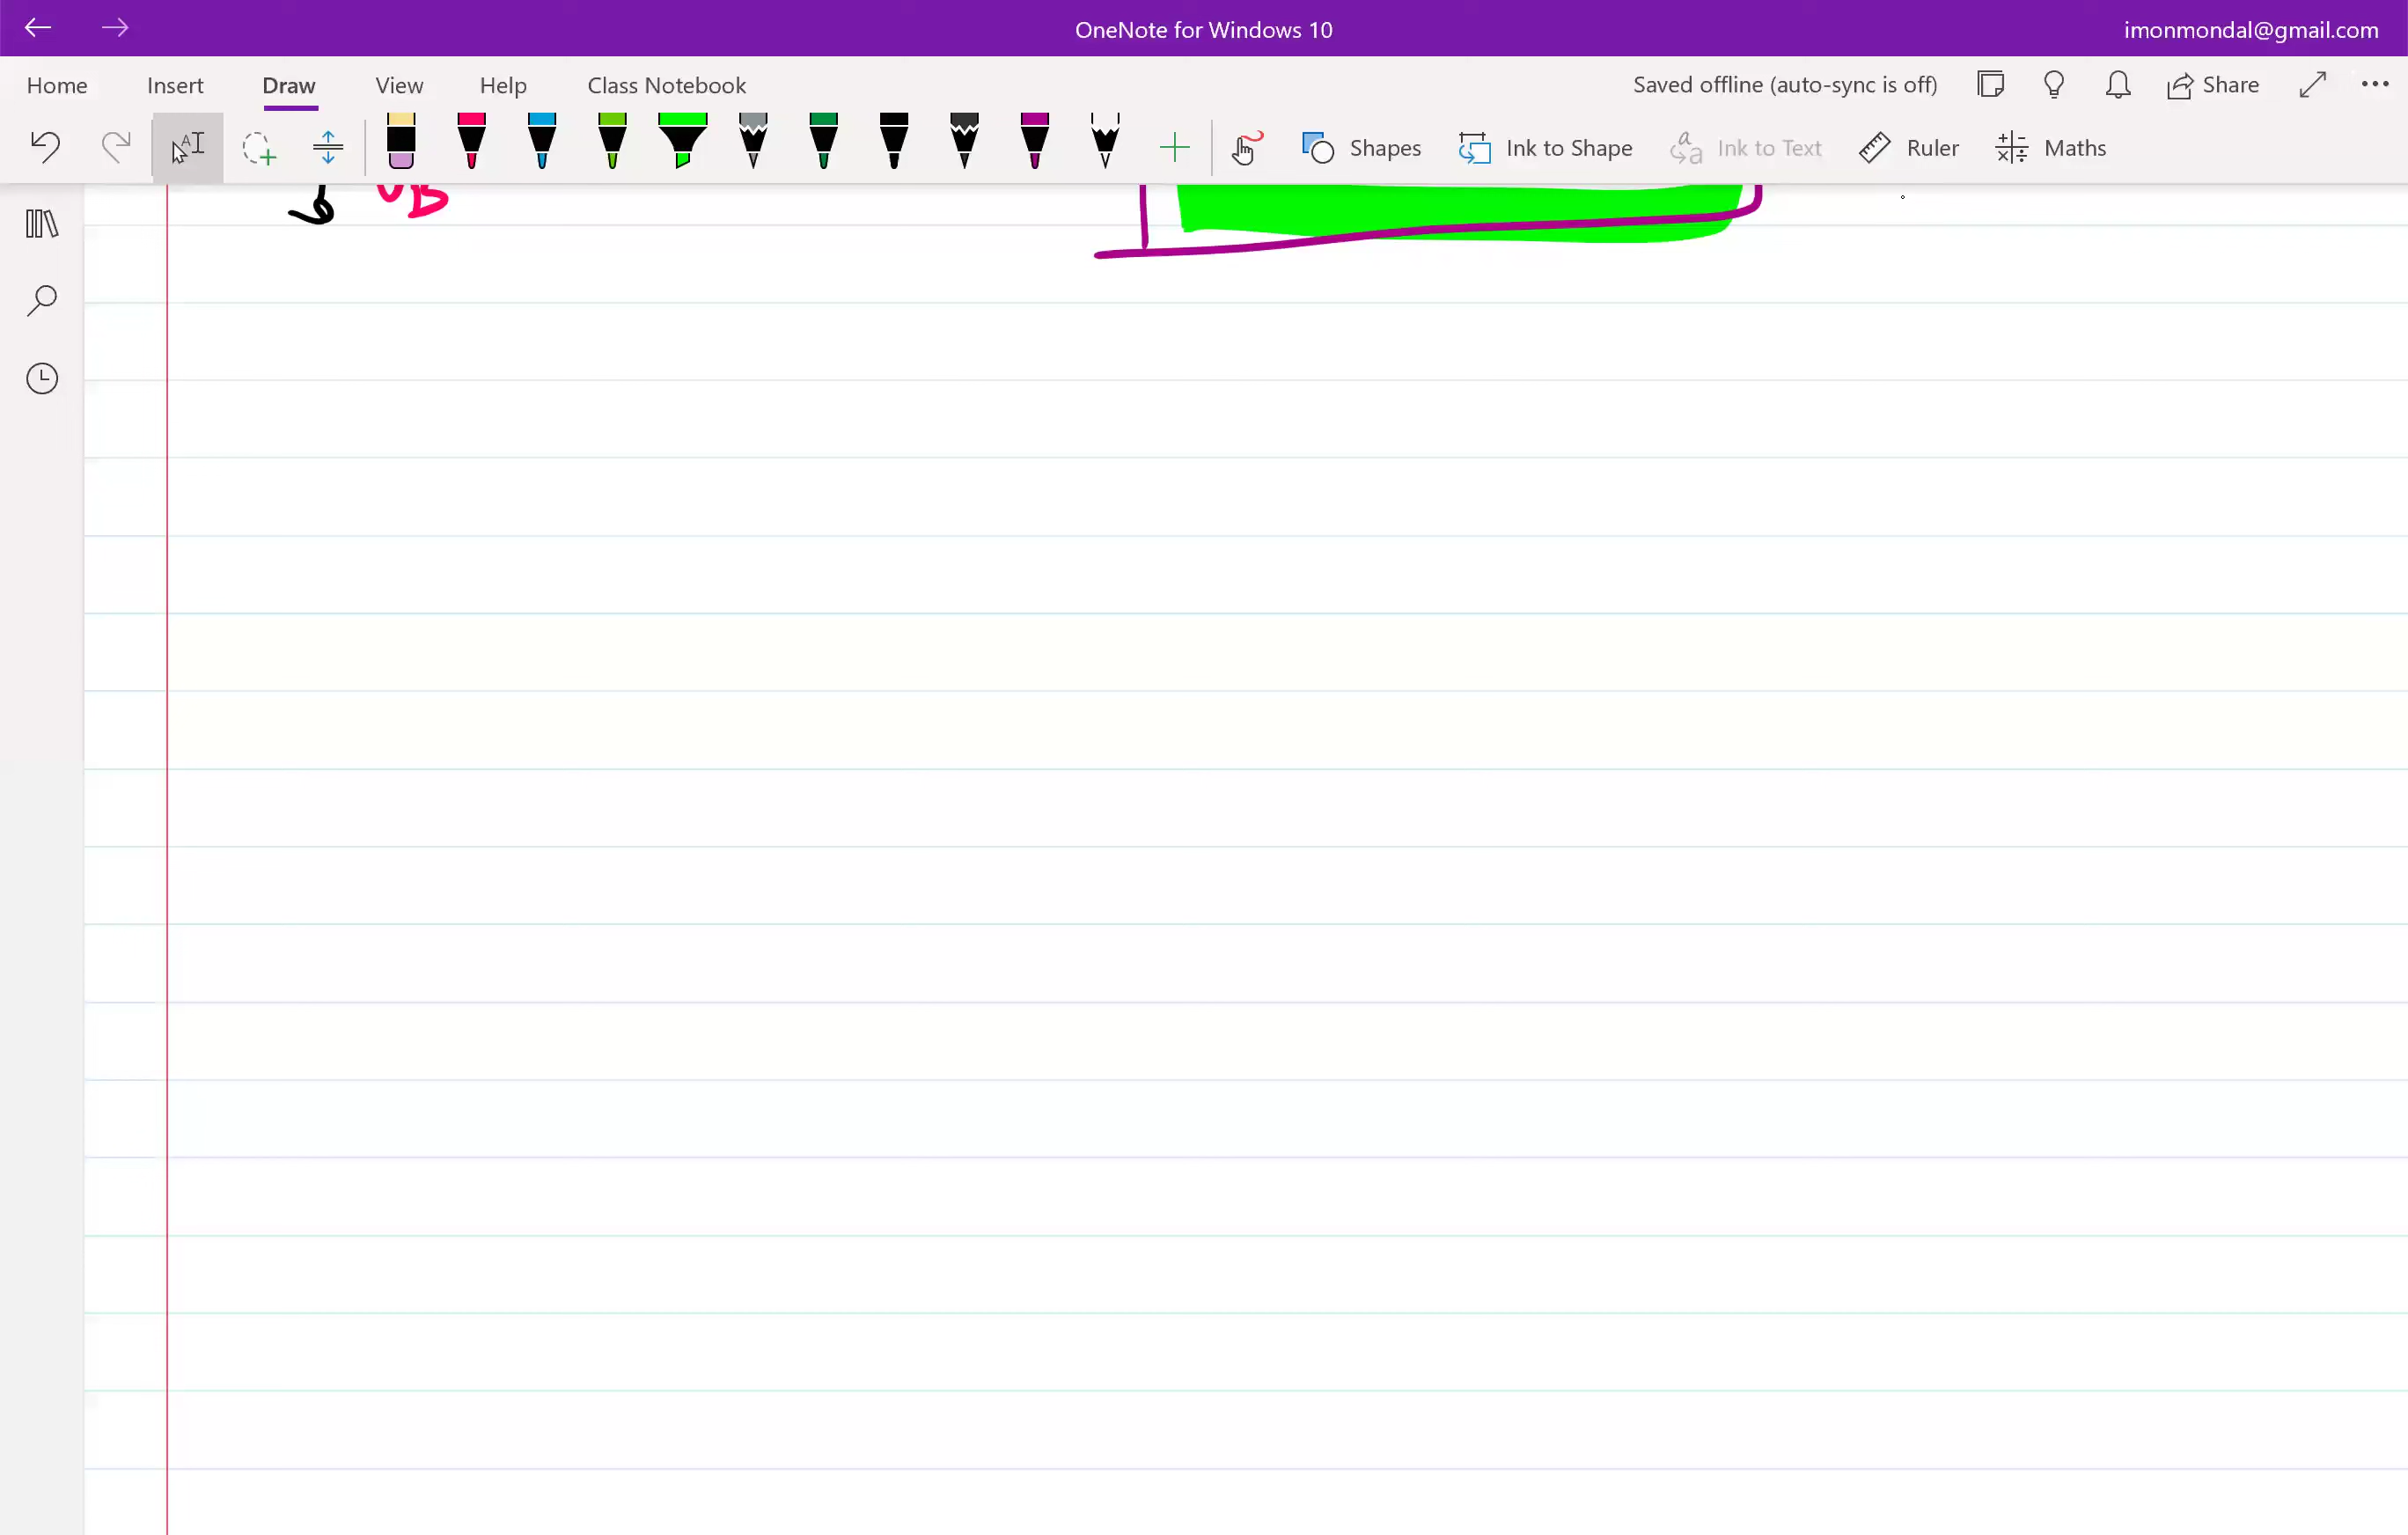 OneNote for Windows 10
imonmondal@gmail.com
Home Insert Draw View Help Class Notebook
Saved offline (auto-sync is off) Share
Shapes Ink to Shape Ink to Text Ruler Maths